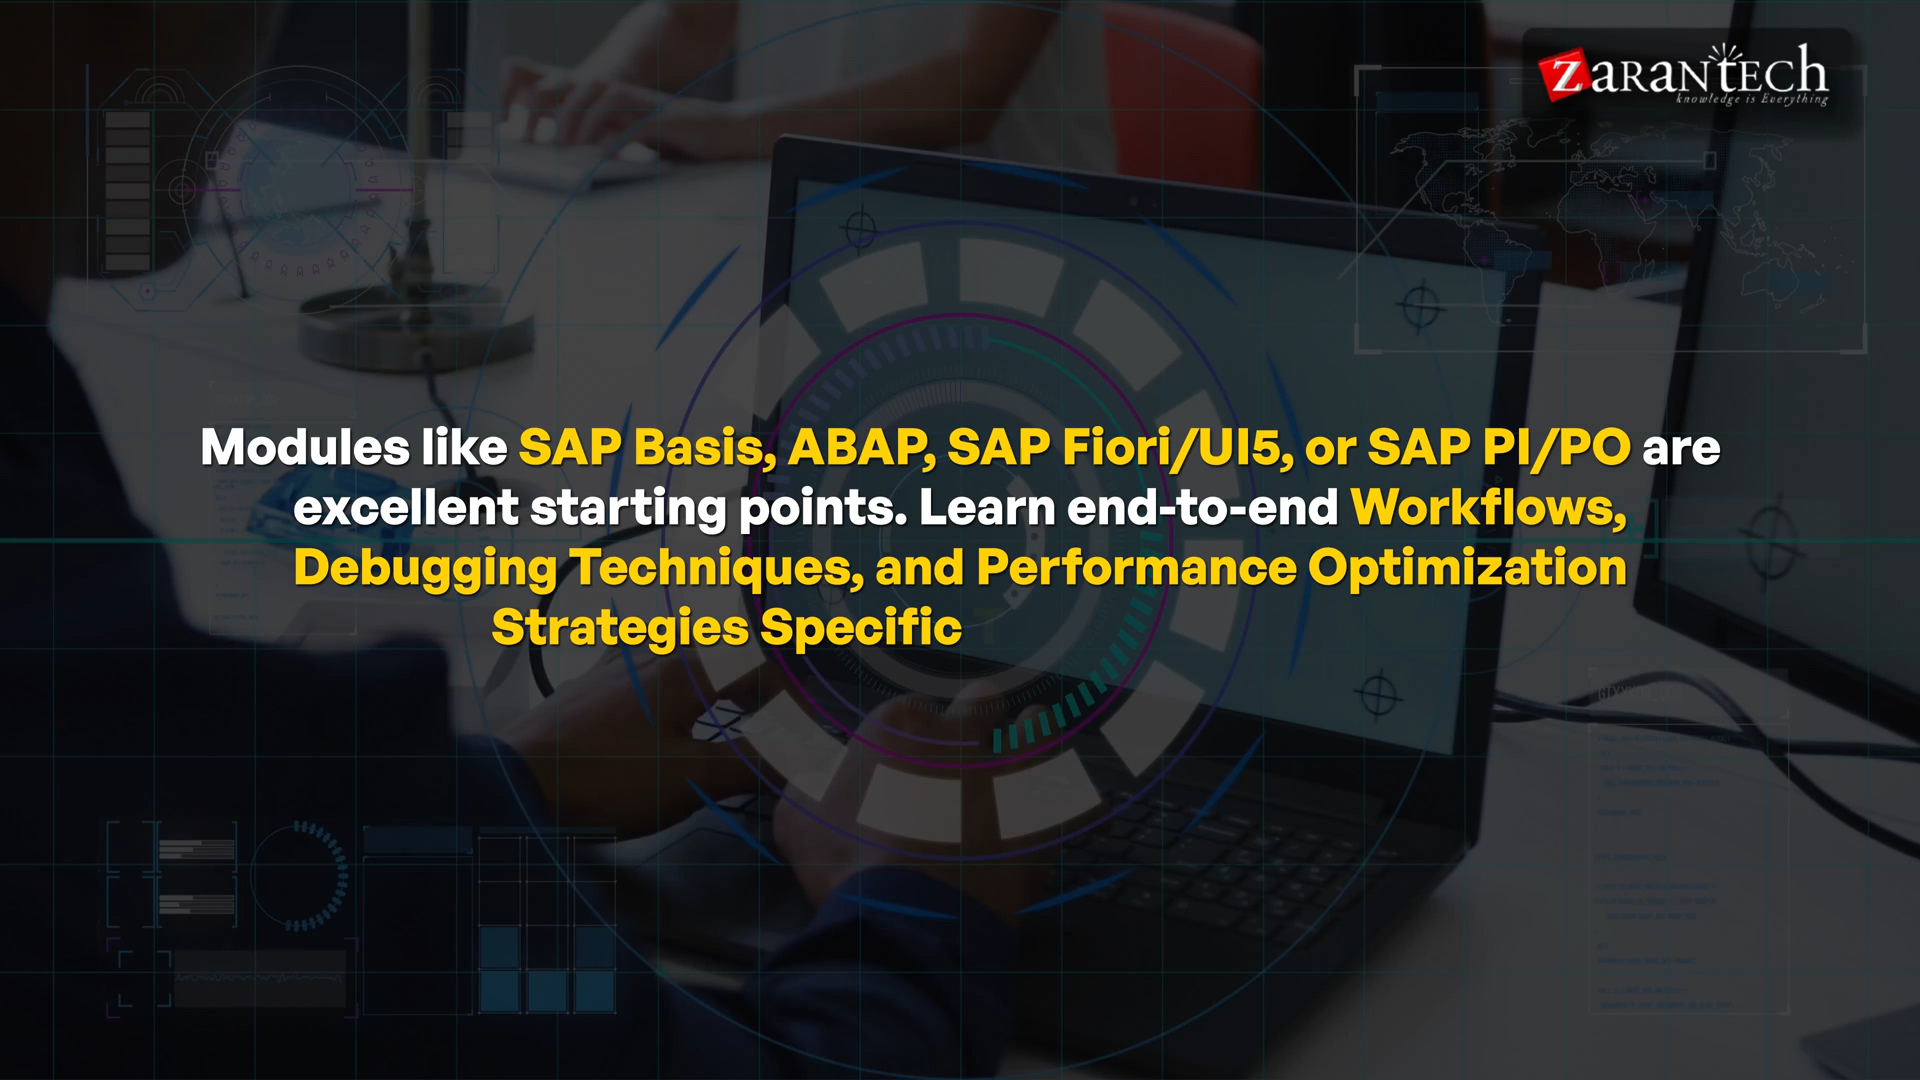 ZARANTECH
knowledge is Everything
Modules like SAP Basis, ABAP, SAP Fiori/UI5, or SAP PI/PO are
excellent starting points. Learn end-to-end Workflows,
Debugging Techniques, and Performance Optimization
Strategies Specific